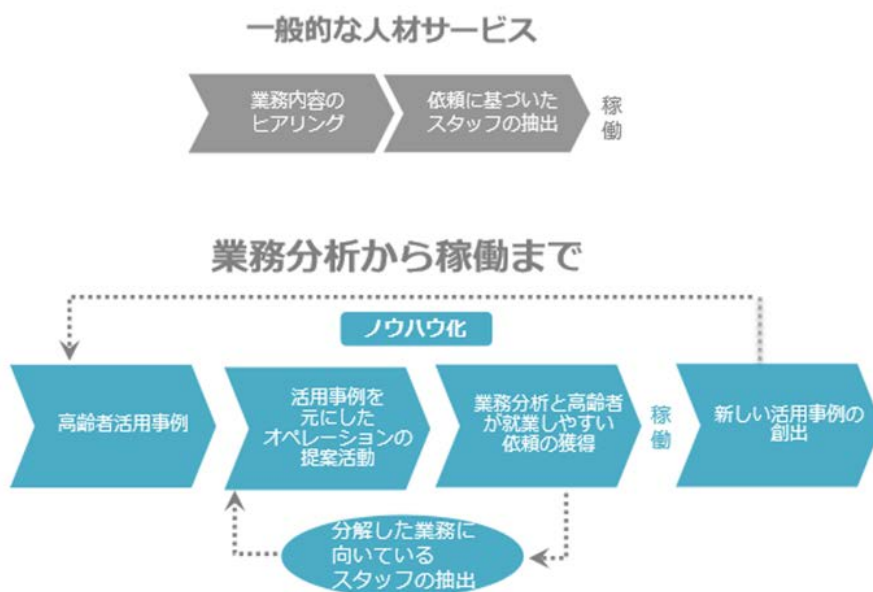 一般的な人材サービス
業務内容の
ヒアリング
依頼に基づいた
スタッフの抽出
稼
働
業務分析から稼働まで
ノウハウ化
高齢者活用事例
活用事例を
元にした
オペレーションの
提案活動
業務分析と高齢者
が就業しやすい
依頼の獲得
稼
働
新しい活用事例の
創出
分解した業務に
向いている
スタッフの抽出